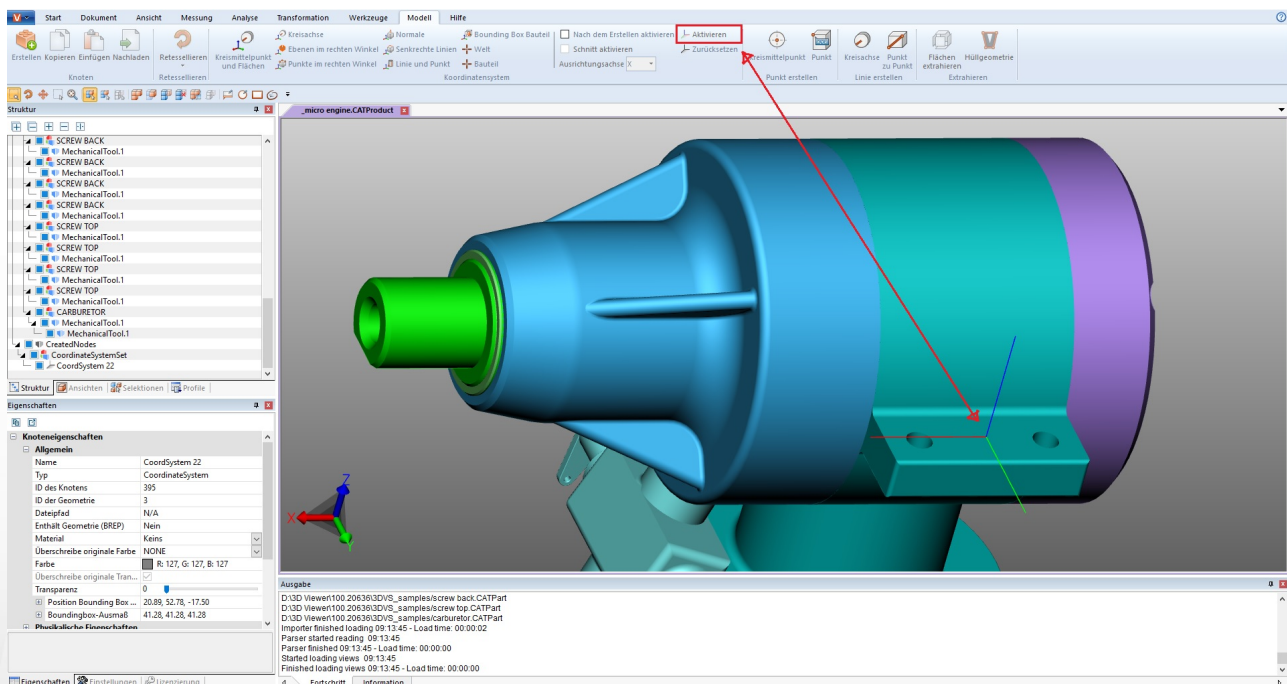 Start Dokument Ansicht Messung Analyse Transformation Werkzeuge Modell Hilfe
Erstellen Kopieren Einfügen Nachladen
Knoten
Retessellieren
Retessellieren
Kreismittelpunkt und Flächen
Kreisachse Normale Bounding Box Bauteil
Ebenen im rechten Winkel Senkrechte Linien Welt
Punkte im rechten Winkel Linie und Punkt Bauteil
Nach dem Erstellen aktivieren Aktivieren
Schnitt aktivieren Zurücksetzen
Ausrichtungsachse X
Koordinatensystem
Kreismittelpunkt Punkt
Punkt erstellen
Kreisachse Punkt zu Punkt
Linie erstellen
Flächen extrahieren Hüllgeometrie
Extrahieren
Struktur
_micro engine.CATProduct
SCREW BACK
MechanicalTool.1
SCREW BACK
MechanicalTool.1
SCREW BACK
MechanicalTool.1
SCREW BACK
MechanicalTool.1
SCREW TOP
MechanicalTool.1
SCREW TOP
MechanicalTool.1
SCREW TOP
MechanicalTool.1
SCREW TOP
MechanicalTool.1
CARBURETOR
MechanicalTool.1
MechanicalTool.1
CreatedNodes
CoordinateSystemSet
CoordSystem 22
Struktur Ansichten Selektionen Profile
Eigenschaften
Knoteneigenschaften
Allgemein
Name CoordSystem 22
Typ CoordinateSystem
ID des Knotens 395
ID der Geometrie 3
Dateipfad N/A
Enthält Geometrie (BREP) Nein
Material Keins
Überschreibe originale Farbe NONE
Farbe R: 127, G: 127, B: 127
Überschreibe originale Tran...
Transparenz 0
Position Bounding Box ... 20.89, 52.78, -17.50
Boundingbox-Ausmaß 41.28, 41.28, 41.28
Physikalische Eigenschaften
Eigenschaften Einstellungen Lizenzierung
Z
X
Y
Ausgabe
D:\3D Viewer\100.20636\3DVS_samples/screw back.CATPart
D:\3D Viewer\100.20636\3DVS_samples/screw top.CATPart
D:\3D Viewer\100.20636\3DVS_samples/carburetor.CATPart
Importer finished loading 09:13:45 - Load time: 00:00:02
Parser started reading 09:13:45
Parser finished 09:13:45 - Load time: 00:00:00
Started loading views 09:13:45
Finished loading views 09:13:45 - Load time: 00:00:00
Fortschritt Information